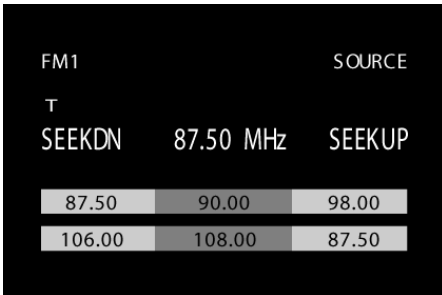 FM1 SOURCE
T
SEEKDN 87.50 MHz SEEKUP
87.50 90.00 98.00
106.00 108.00 87.50